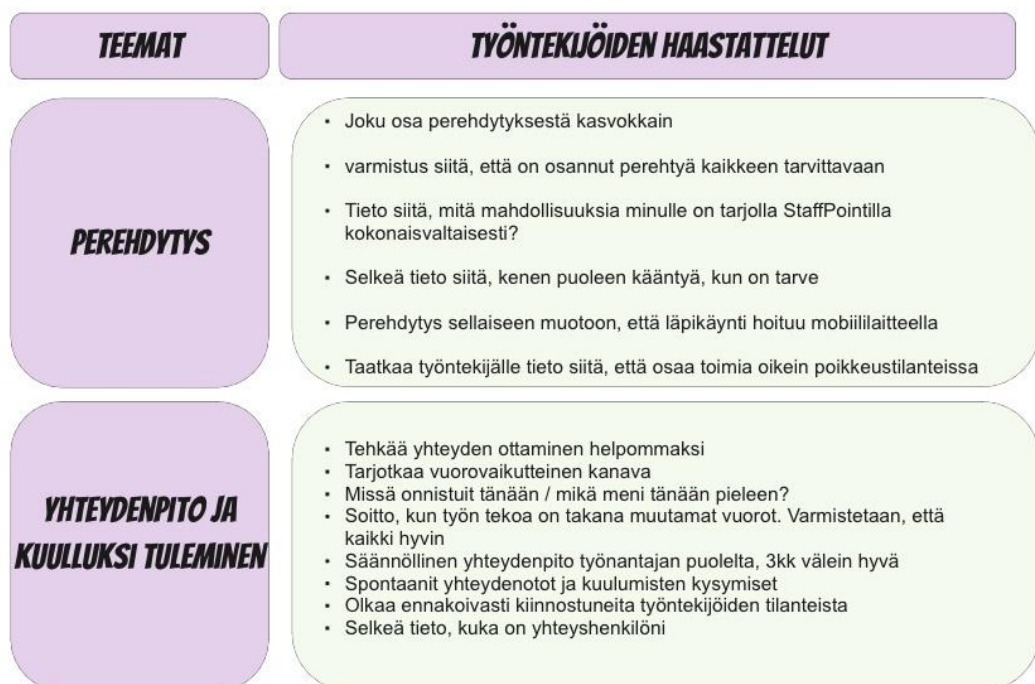 TEEMAT
TYÖNTEKIJÖIDEN HAASTATTELUT
PEREHDYTYS
• Joku osa perehdytyksestä kasvokkain
• varmistus siitä, että on osannut perehtyä kaikkeen tarvittavaan
• Tieto siitä, mitä mahdollisuuksia minulle on tarjolla StaffPointilla
kokonaisvaltaisesti?
• Selkeä tieto siitä, kenen puoleen kääntyä, kun on tarve
• Perehdytys sellaiseen muotoon, että läpikäynti hoituu mobiililaitteella
• Taatkaa työntekijälle tieto siitä, että osaa toimia oikein poikkeustilanteissa
YHTEYDENPITO JA
KUULLUKSI TULEMINEN
• Tehkää yhteyden ottaminen helpommaksi
• Tarjotkaa vuorovaikutteinen kanava
• Missä onnistuit tänään / mikä meni tänään pieleen?
• Soitto, kun työn tekoa on takana muutamat vuorot. Varmistetaan, että
kaikki hyvin
• Säännöllinen yhteydenpito työnantajan puolelta, 3kk välein hyvä
• Spontaanit yhteydenotot ja kuulumisten kysymiset
• Olkaa ennakoivasti kiinnostuneita työntekijöiden tilanteista
• Selkeä tieto, kuka on yhteyshenkilöni